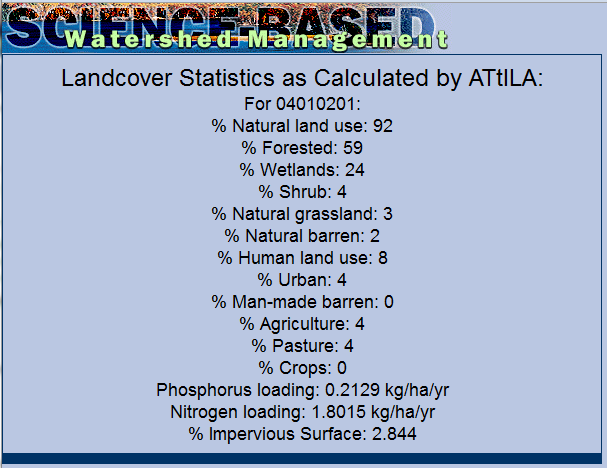 SCIENCE-BASED
Watershed Management
Landcover Statistics as Calculated by ATtILA:
For 04010201:
% Natural land use: 92
% Forested: 59
% Wetlands: 24
% Shrub: 4
% Natural grassland: 3
% Natural barren: 2
% Human land use: 8
% Urban: 4
% Man-made barren: 0
% Agriculture: 4
% Pasture: 4
% Crops: 0
Phosphorus loading: 0.2129 kg/ha/yr
Nitrogen loading: 1.8015 kg/ha/yr
% Impervious Surface: 2.844